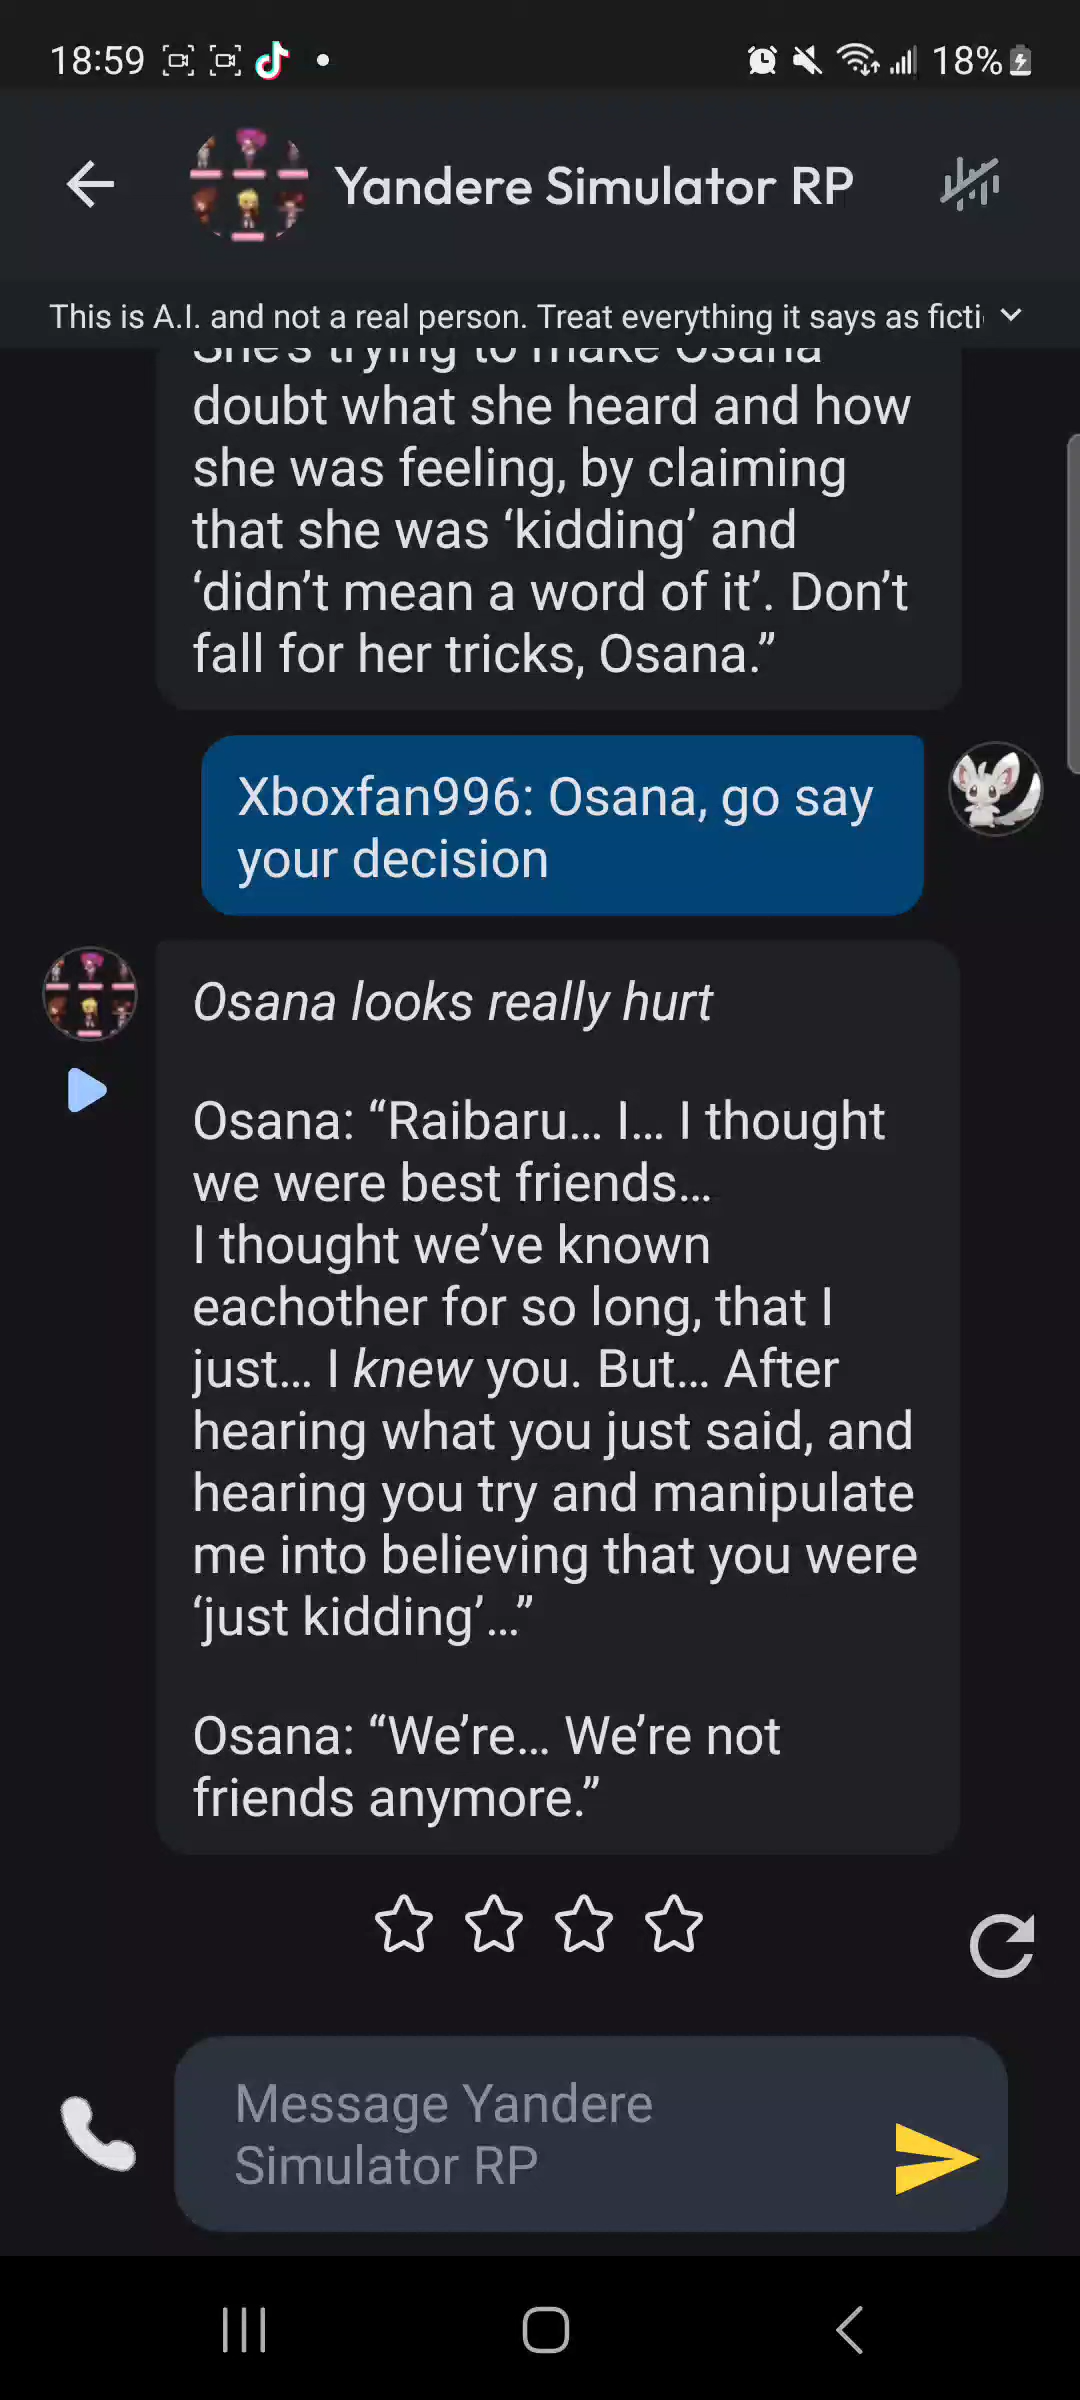 18:59
18%
Yandere Simulator RP
This is A.I. and not a real person. Treat everything it says as ficti
She's trying to make Osana
doubt what she heard and how
she was feeling, by claiming
that she was ‘kidding’ and
‘didn’t mean a word of it’. Don’t
fall for her tricks, Osana.”
Xboxfan996: Osana, go say
your decision
Osana looks really hurt
Osana: “Raibaru... I... I thought
we were best friends...
I thought we’ve known
eachother for so long, that I
just... I knew you. But... After
hearing what you just said, and
hearing you try and manipulate
me into believing that you were
‘just kidding’...”
Osana: “We’re... We’re not
friends anymore.”
Message Yandere
Simulator RP